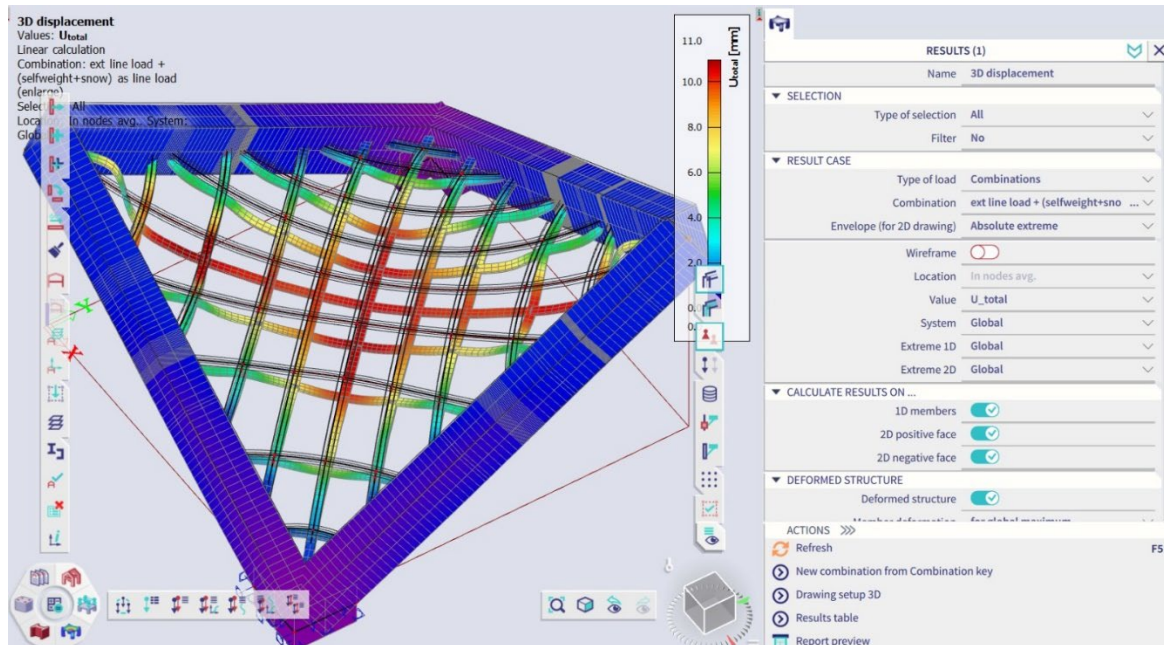 3D displacement
Values: Utotal
Linear calculation
Combination: ext line load +
(selfweight+snow) as line load
(enlarge)
All
In nodes avg.. System:
11.0
10.0
8.0
6.0
4.0
2.0
Utotal [mm]
RESULTS (1)
Name 3D displacement
SELECTION
Type of selection All
Filter No
RESULT CASE
Type of load Combinations
Combination ext line load + (selfweight+sno ...
Envelope (for 2D drawing) Absolute extreme
Wireframe
Location In nodes avg.
Value U_total
System Global
Extreme 1D Global
Extreme 2D Global
CALCULATE RESULTS ON ...
1D members
2D positive face
2D negative face
DEFORMED STRUCTURE
Deformed structure
Member deformation for global maximum
ACTIONS >>>
Refresh F5
New combination from Combination key
Drawing setup 3D
Results table
Report preview